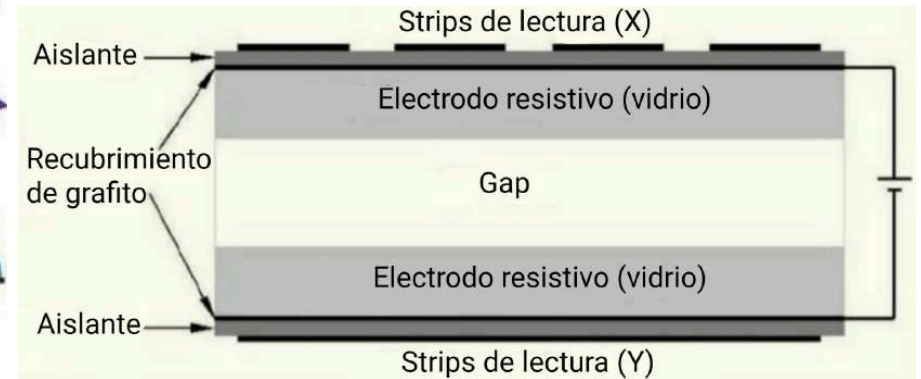 Strips de lectura (X)
Aislante
Electrodo resistivo (vidrio)
Recubrimiento
de grafito
Gap
Electrodo resistivo (vidrio)
Aislante
Strips de lectura (Y)